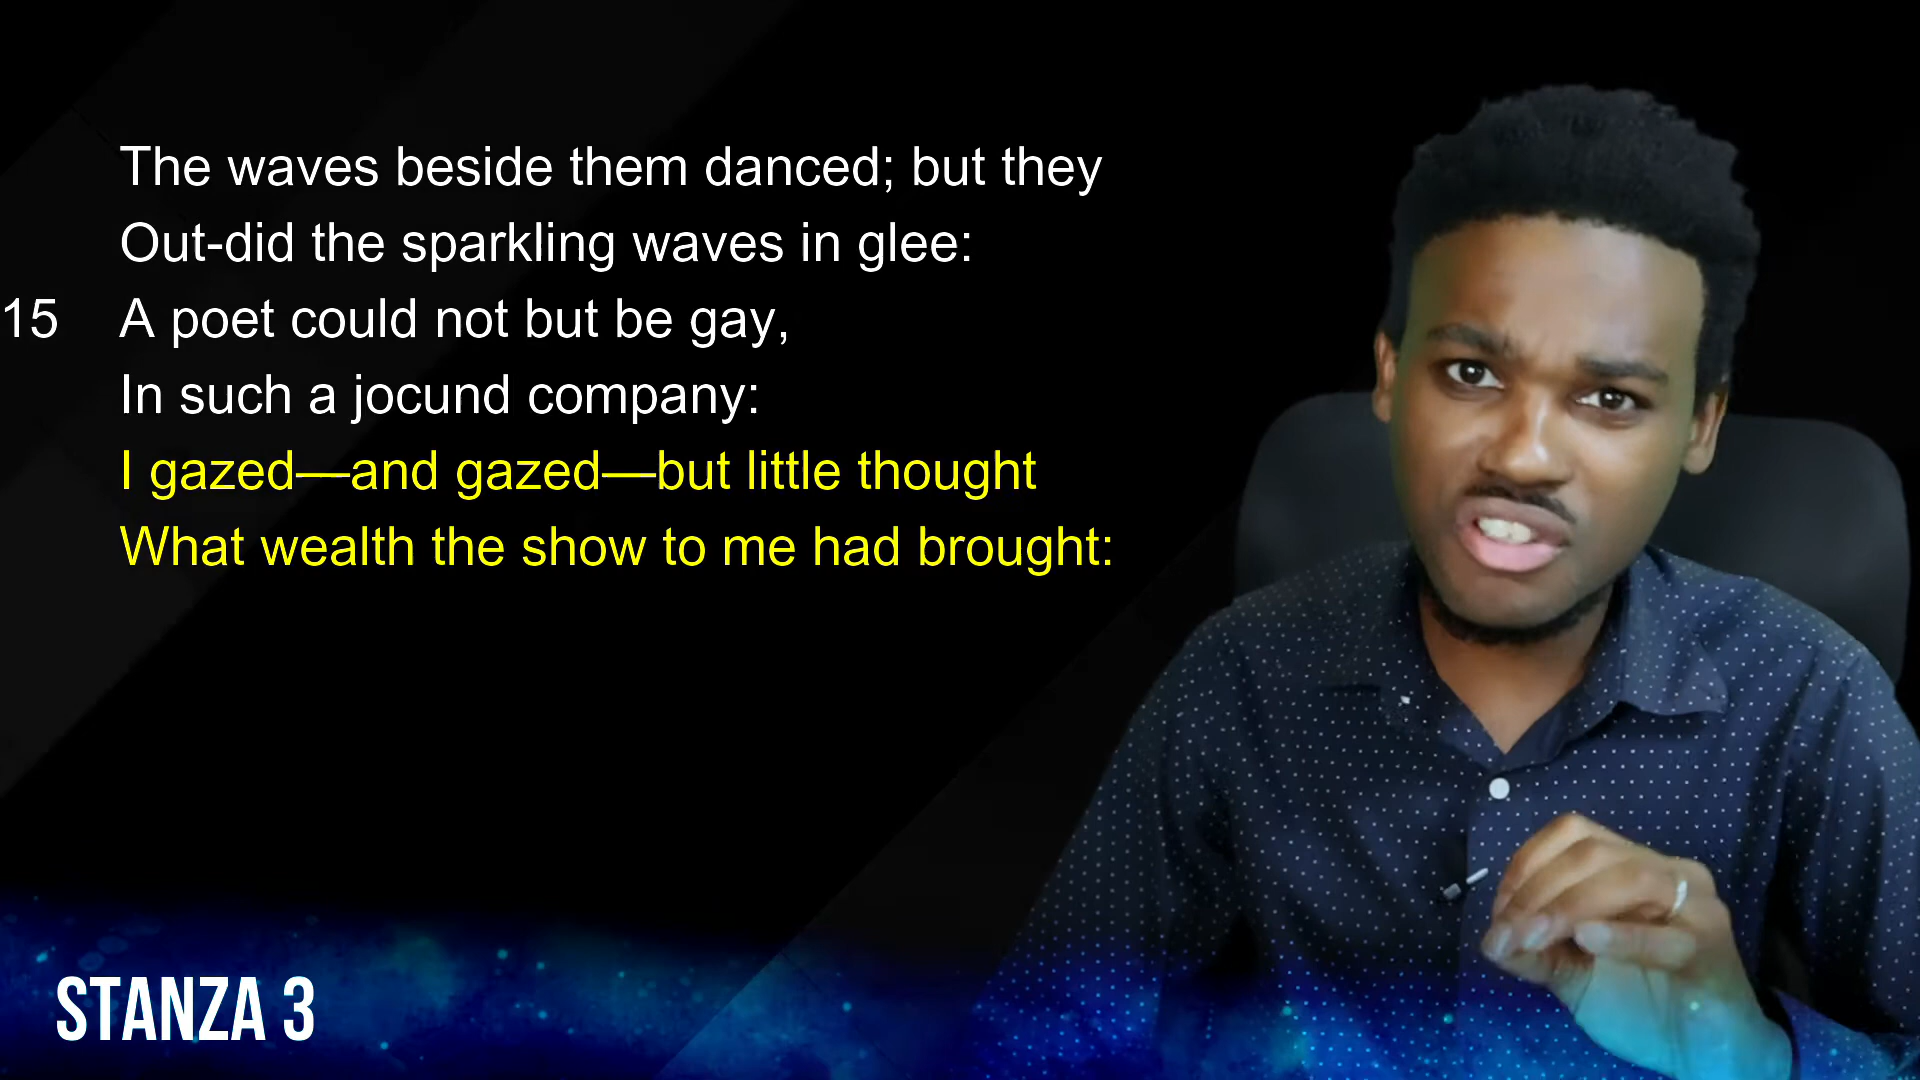 The waves beside them danced; but they
Out-did the sparkling waves in glee:
15 A poet could not but be gay,
In such a jocund company:
I gazed—and gazed—but little thought
What wealth the show to me had brought:
STANZA 3